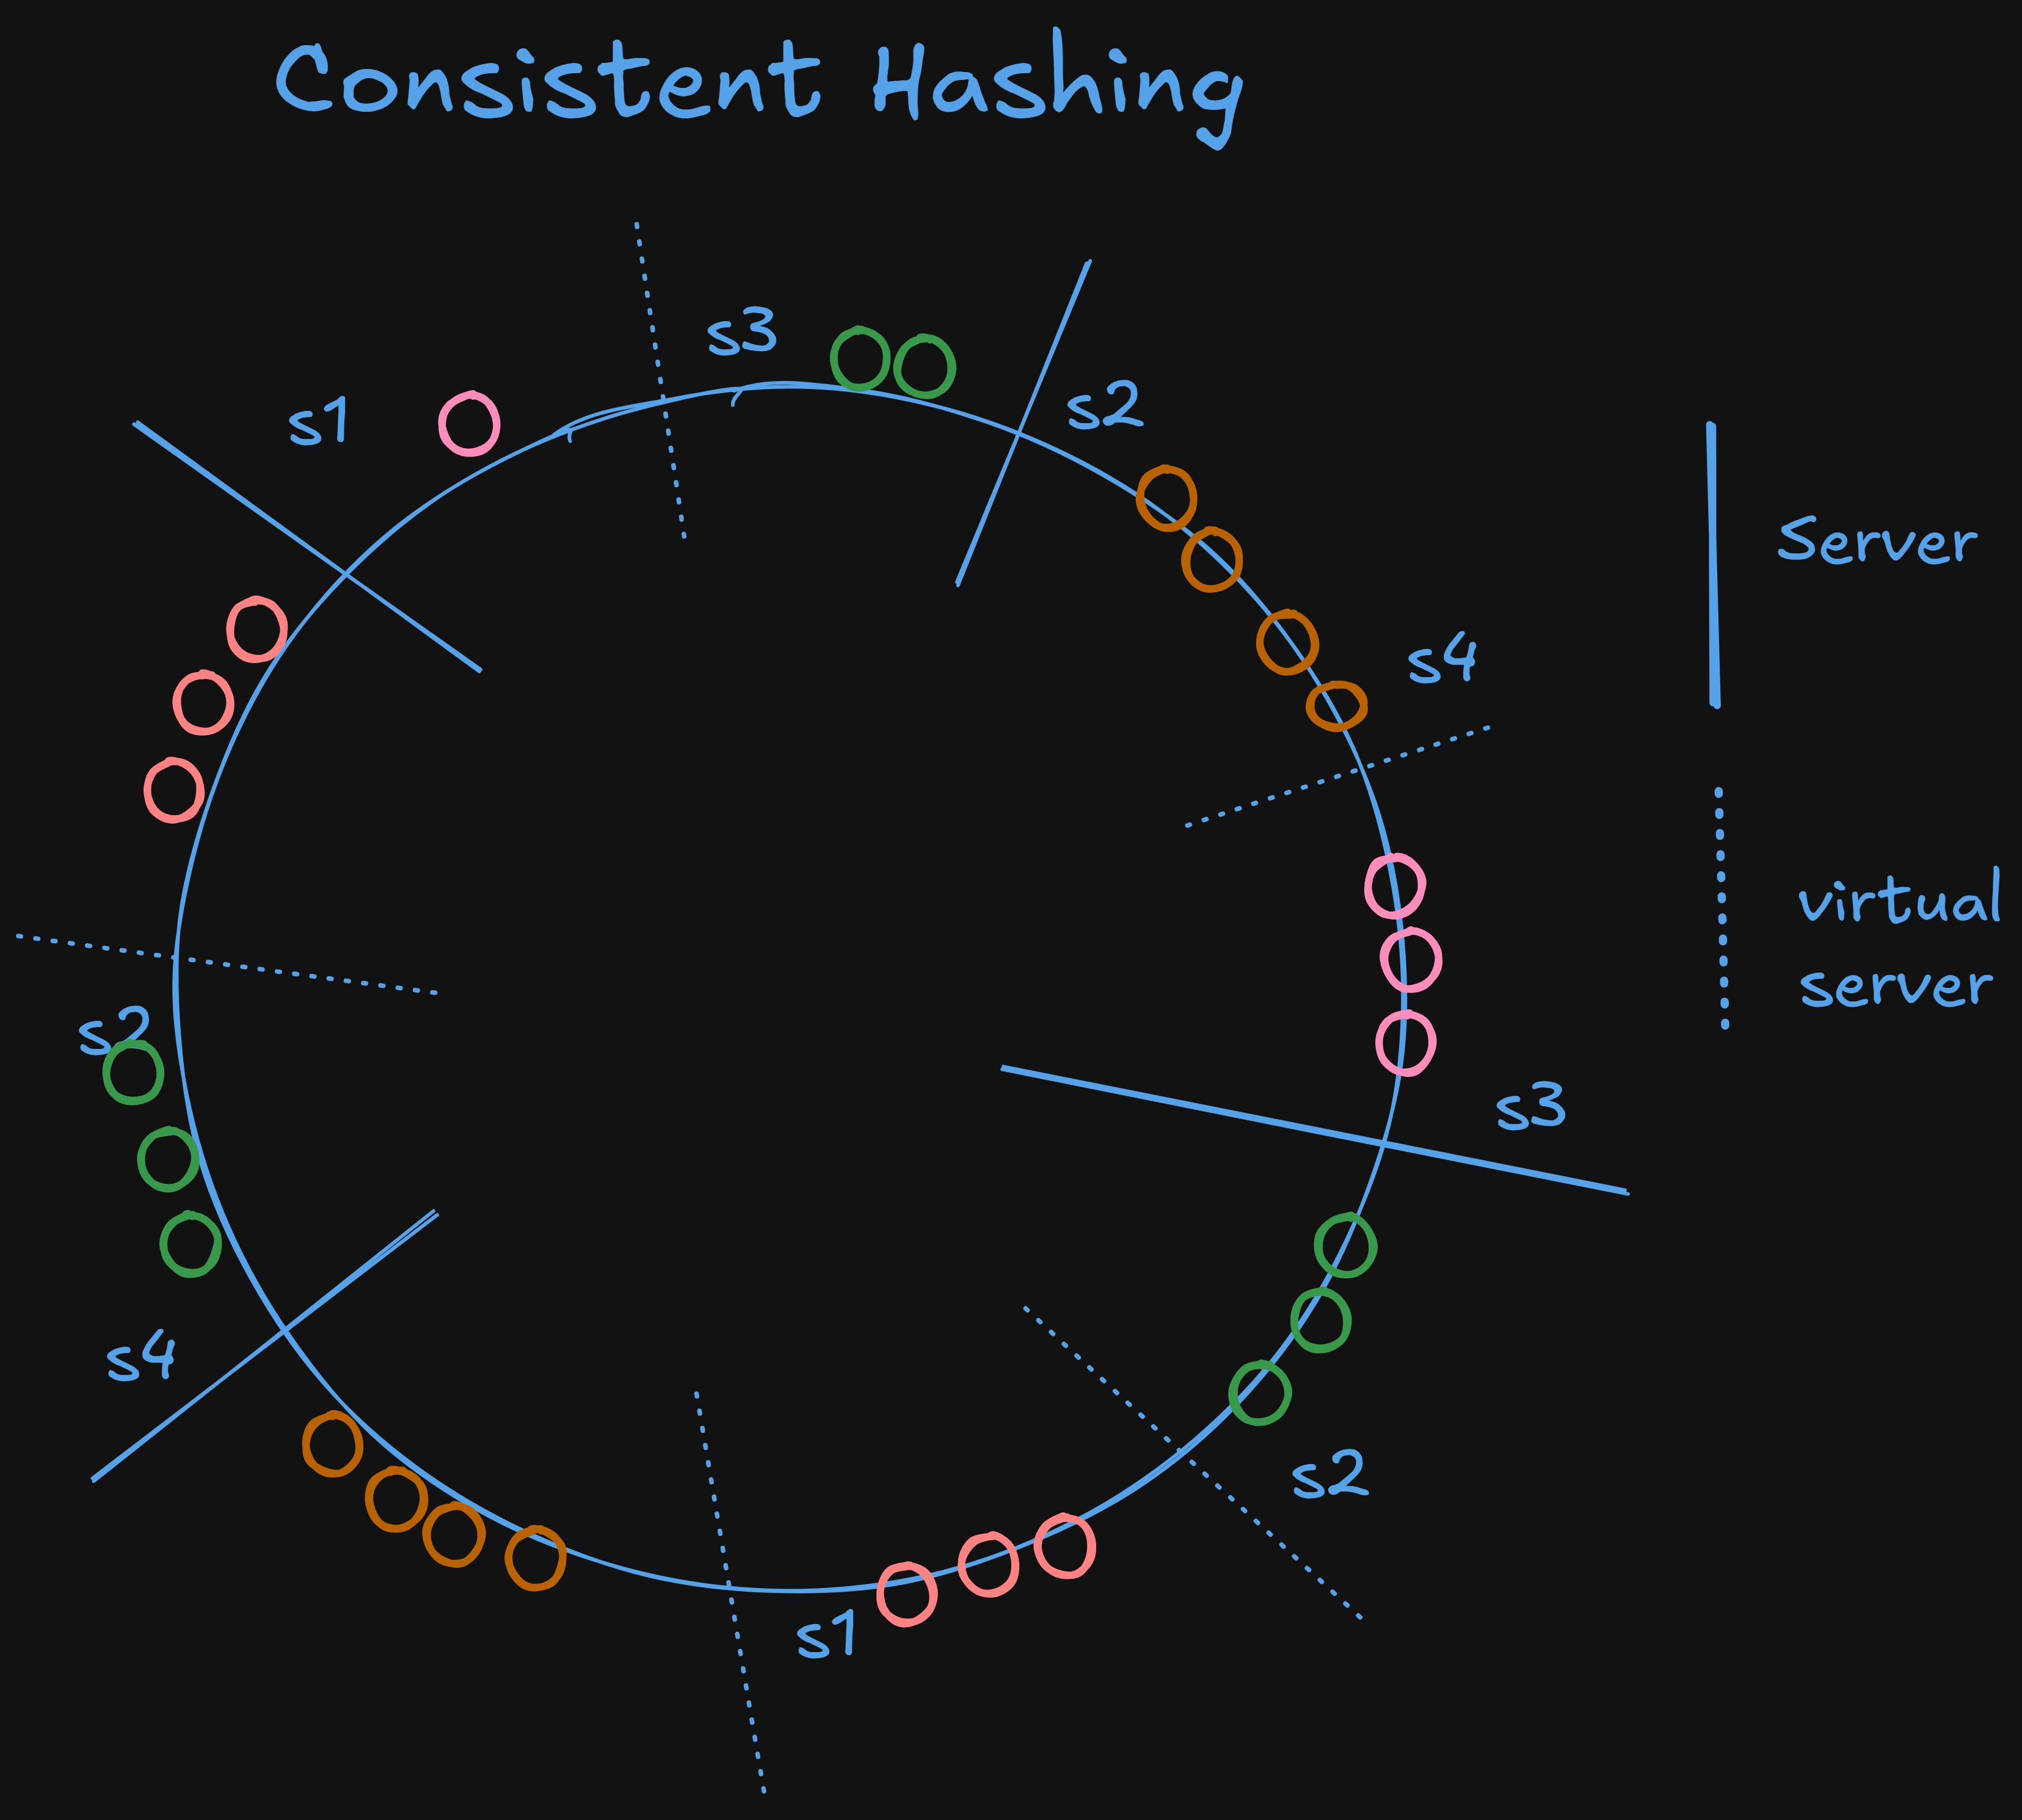 Consistent Hashing
s3
s2
s1
Server
s4
virtual
server
s2
s3
s4
s2
s1